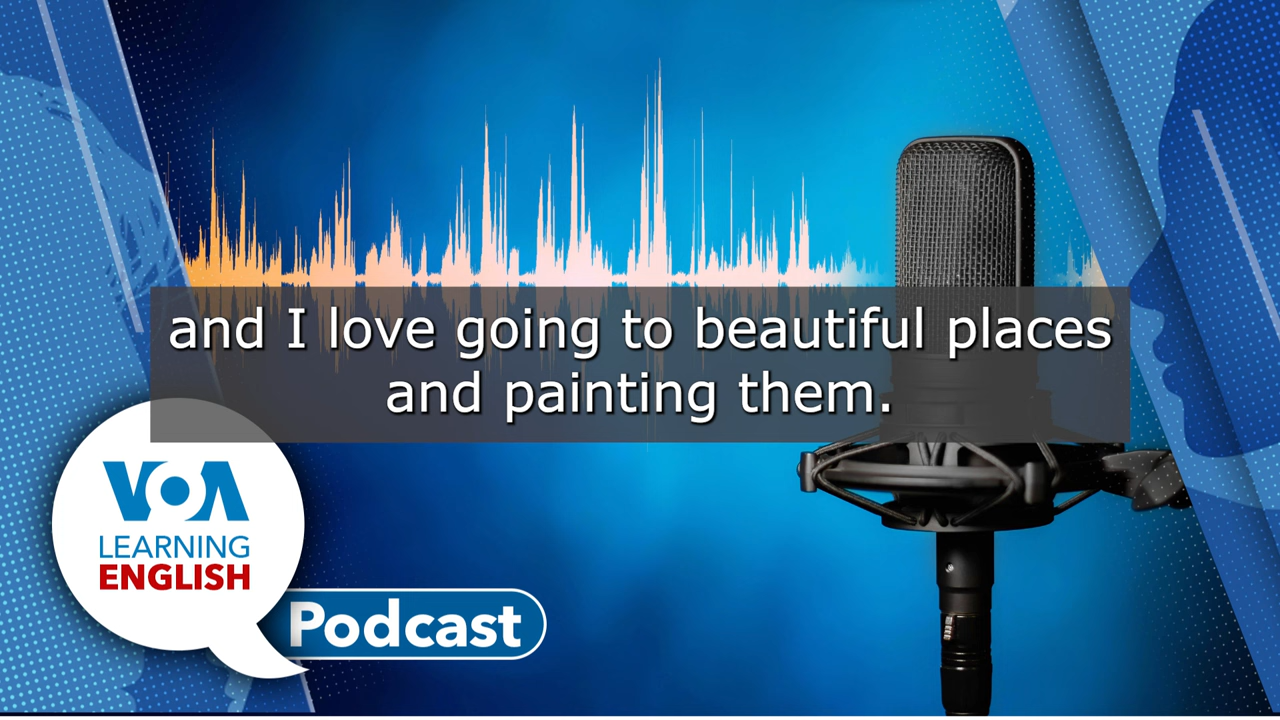 and I love going to beautiful places
and painting them.
VOA
LEARNING
ENGLISH
Podcast